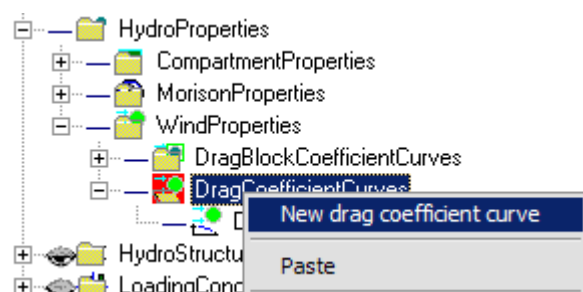 HydroProperties
CompartmentProperties
MorisonProperties
WindProperties
DragBlockCoefficientCurves
DragCoefficientCurves
New drag coefficient curve
Paste